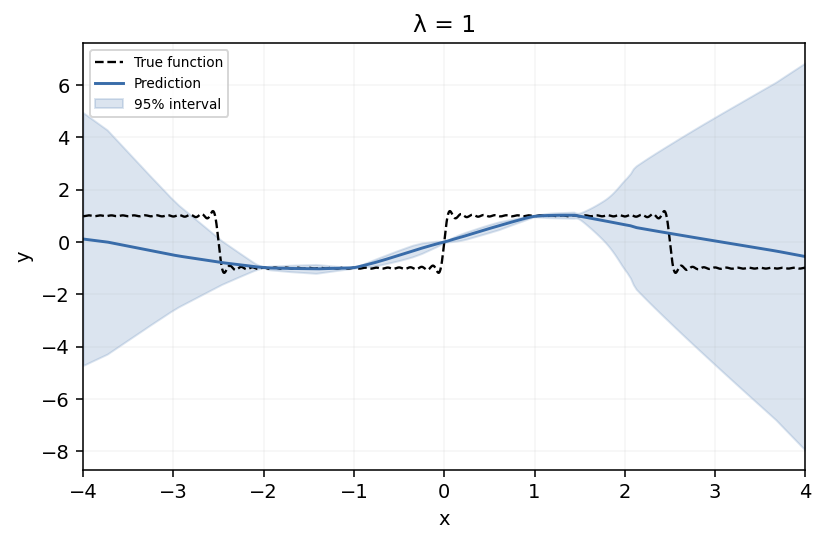 λ = 1
True function
Prediction
95% interval
6
4
2
0
−2
−4
−6
−8
y
−4 −3 −2 −1 0 1 2 3 4
x